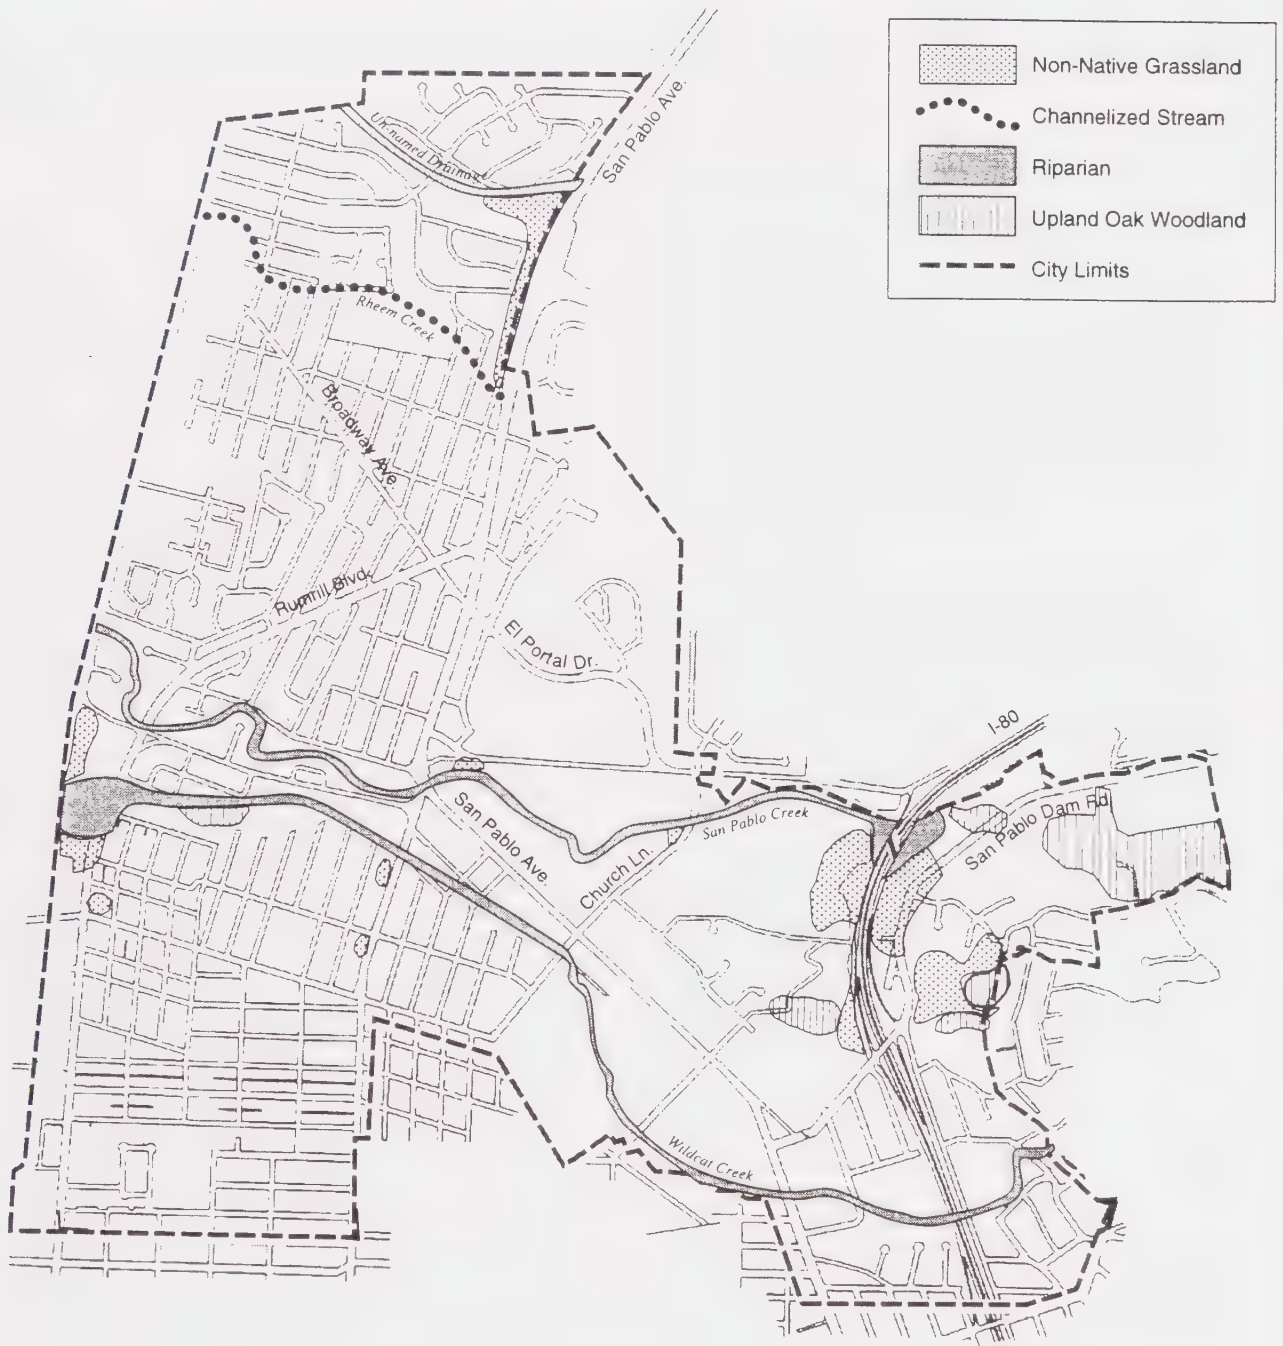 Non-Native Grassland
Channelized Stream
Riparian
Upland Oak Woodland
City Limits
San Pablo Ave.
Un-named Drainage
Rheem Creek
Broadway Ave.
Rumrill Blvd.
El Portal Dr.
I-80
San Pablo Dam Rd
San Pablo Creek
San Pablo Ave.
Church Ln.
Wildcat Creek